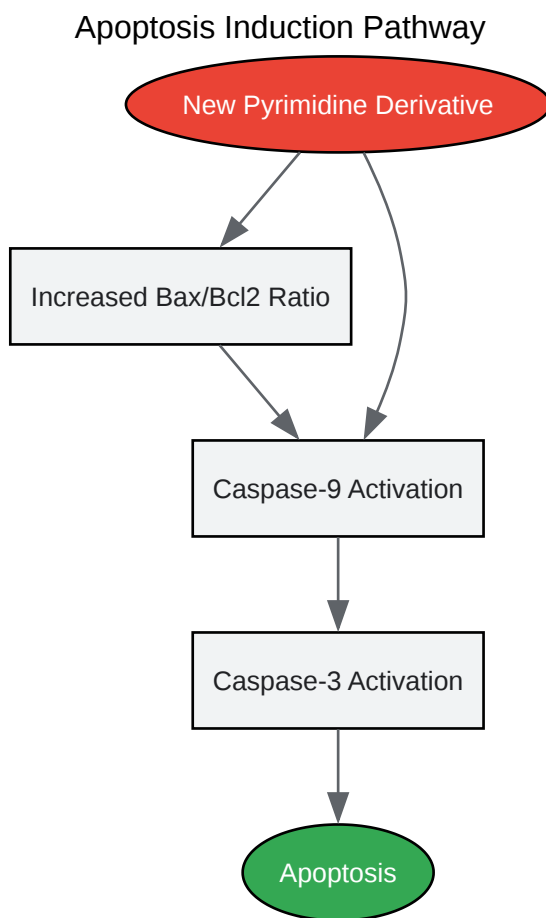 Apoptosis Induction Pathway
New Pyrimidine Derivative
Increased Bax/Bcl2 Ratio
Caspase-9 Activation
Caspase-3 Activation
Apoptosis